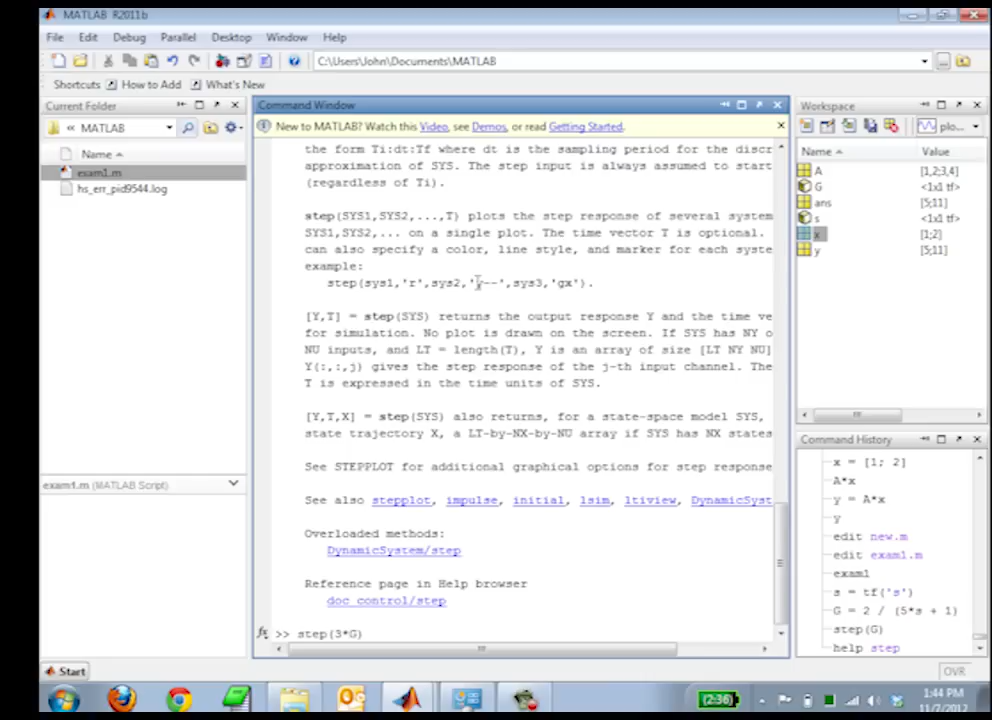 MATLAB R2011b
File Edit Debug Parallel Desktop Window Help
C:\Users\John\Documents\MATLAB
Shortcuts How to Add What's New
Current Folder
« MATLAB
Name
exam1.m
hs_err_pid9544.log
exam1.m (MATLAB Script)
Command Window
New to MATLAB? Watch this Video, see Demos, or read Getting Started.
the form Ti:dt:Tf where dt is the sampling period for the discr
approximation of SYS. The step input is always assumed to start
(regardless of Ti).
step(SYS1,SYS2,...,T) plots the step response of several system
SYS1,SYS2,... on a single plot. The time vector T is optional.
can also specify a color, line style, and marker for each syste
example:
step(sys1,'r',sys2,'y--',sys3,'gx').
[Y,T] = step(SYS) returns the output response Y and the time ve
for simulation. No plot is drawn on the screen. If SYS has NY o
NU inputs, and LT = length(T), Y is an array of size [LT NY NU]
Y(:,:,j) gives the step response of the j-th input channel. The
T is expressed in the time units of SYS.
[Y,T,X] = step(SYS) also returns, for a state-space model SYS,
state trajectory X, a LT-by-NX-by-NU array if SYS has NX states
See STEPPLOT for additional graphical options for step response
See also stepplot, impulse, initial, lsim, ltiview, DynamicSyst
Overloaded methods:
DynamicSystem/step
Reference page in Help browser
doc control/step
fx >> step(3*G)
Workspace
plo...
Name Value
A [1,2;3,4]
G <1x1 tf>
ans [5;11]
s <1x1 tf>
x [1;2]
y [5;11]
Command History
x = [1; 2]
A*x
y = A*x
y
edit new.m
edit exam1.m
exam1
s = tf('s')
G = 2 / (5*s + 1)
step(G)
help step
Start
OVR
(2:36)
1:44 PM
11/7/2012